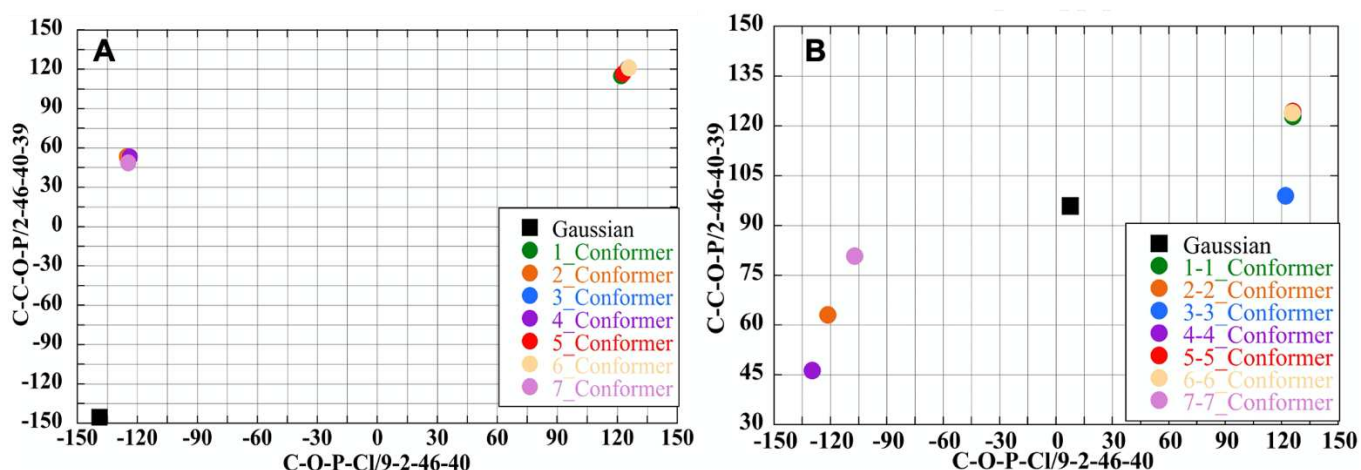 A
150
120
90
60
30
0
-30
-60
-90
-120
-150
C-C-O-P/2-46-40-39
-150 -120 -90 -60 -30 0 30 60 90 120 150
C-O-P-Cl/9-2-46-40
Gaussian
1_Conformer
2_Conformer
3_Conformer
4_Conformer
5_Conformer
6_Conformer
7_Conformer
B
150
135
120
105
90
75
60
45
30
C-C-O-P/2-46-40-39
-150 -120 -90 -60 -30 0 30 60 90 120 150
C-O-P-Cl/9-2-46-40
Gaussian
1-1_Conformer
2-2_Conformer
3-3_Conformer
4-4_Conformer
5-5_Conformer
6-6_Conformer
7-7_Conformer